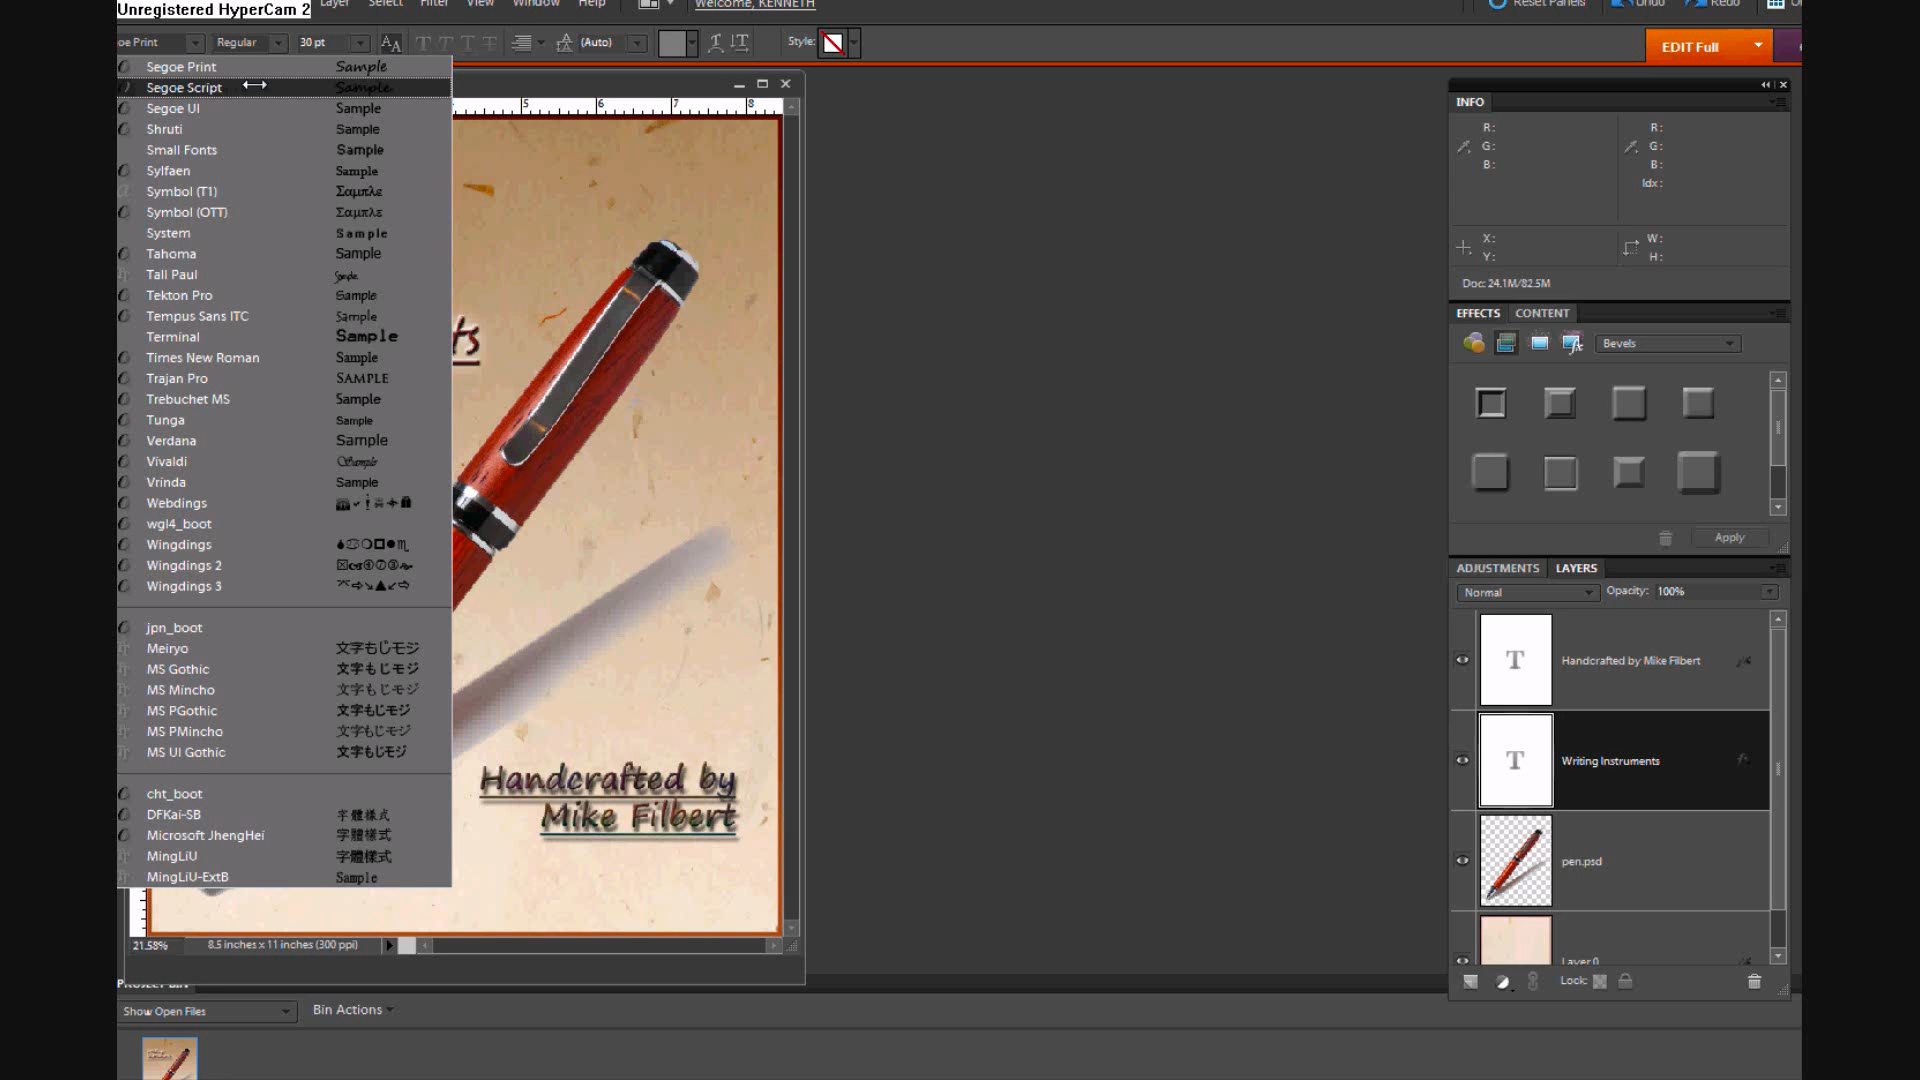 Unregistered HyperCam 2
Layer Select Filter View Window Help Welcome, KENNETH Reset Panels Undo Redo
oe Print Regular 30 pt (Auto) Style: EDIT Full
Segoe Print Sample
Segoe Script Sample
Segoe UI Sample
Shruti Sample
Small Fonts Sample
Sylfaen Sample
Symbol (T1) Σαμπλε
Symbol (OTT) Σαμπλε
System Sample
Tahoma Sample
Tall Paul Sample
Tekton Pro Sample
Tempus Sans ITC Sample
Terminal Sample
Times New Roman Sample
Trajan Pro SAMPLE
Trebuchet MS Sample
Tunga Sample
Verdana Sample
Vivaldi Sample
Vrinda Sample
Webdings
wgl4_boot
Wingdings
Wingdings 2
Wingdings 3
jpn_boot
Meiryo 文字もじモジ
MS Gothic 文字もじモジ
MS Mincho 文字もじモジ
MS PGothic 文字もじモジ
MS PMincho 文字もじモジ
MS UI Gothic 文字もじモジ
cht_boot
DFKai-SB 字體樣式
Microsoft JhengHei 字體樣式
MingLiU 字體樣式
MingLiU-ExtB Sample
5 6 7 8
ts
Handcrafted by
Mike Filbert
21.58% 8.5 inches x 11 inches (300 ppi)
PROJECT BIN
Show Open Files Bin Actions
INFO
R: R:
G: G:
B: B:
Idx:
X: W:
Y: H:
Doc: 24.1M/82.5M
EFFECTS CONTENT
Bevels
Apply
ADJUSTMENTS LAYERS
Normal Opacity: 100%
T Handcrafted by Mike Filbert fx
T Writing Instruments fx
pen.psd
Layer 0
Lock: